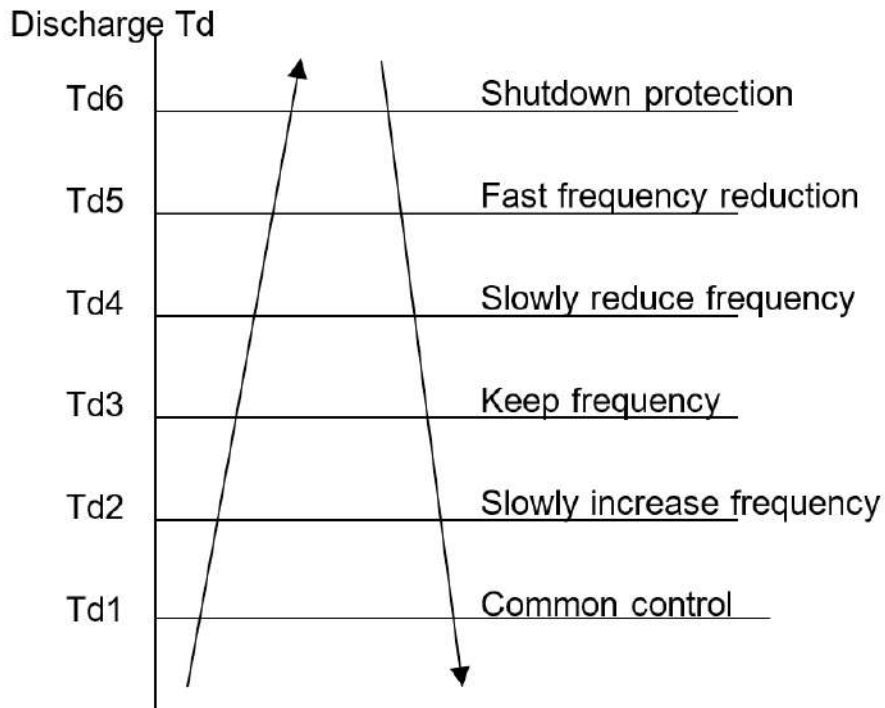 Discharge Td
Td6 Shutdown protection
Td5 Fast frequency reduction
Td4 Slowly reduce frequency
Td3 Keep frequency
Td2 Slowly increase frequency
Td1 Common control